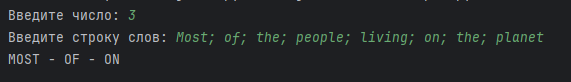 Введите число: 3
Введите строку слов: Most; of; the; people; living; on; the; planet
MOST - OF - ON